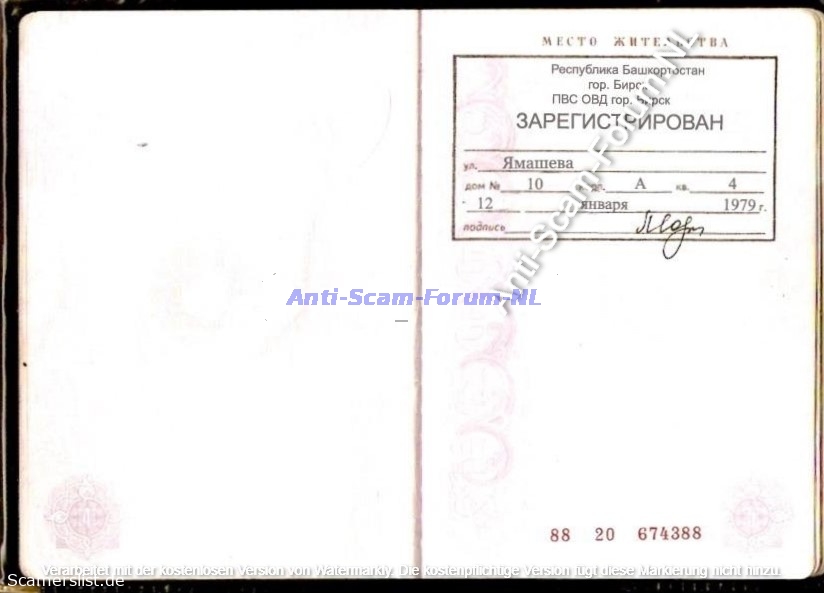 МЕСТО ЖИТЕЛЬСТВА
Республика Башкортостан
гор. Бирск
ПВС ОВД гор. Бирск
ЗАРЕГИСТРИРОВАН
ул. Ямашева
дом № 10 А кв. 4
12 января 1979 г.
подпись
Anti-Scam-Forum-NL
Anti-Scam-Forum-NL
88 20 674388
Verarbeitet mit der kostenlosen Version von Watermarkly. Die kostenpflichtige Version fügt diese Markierung nicht hinzu.
Scamerslist.de